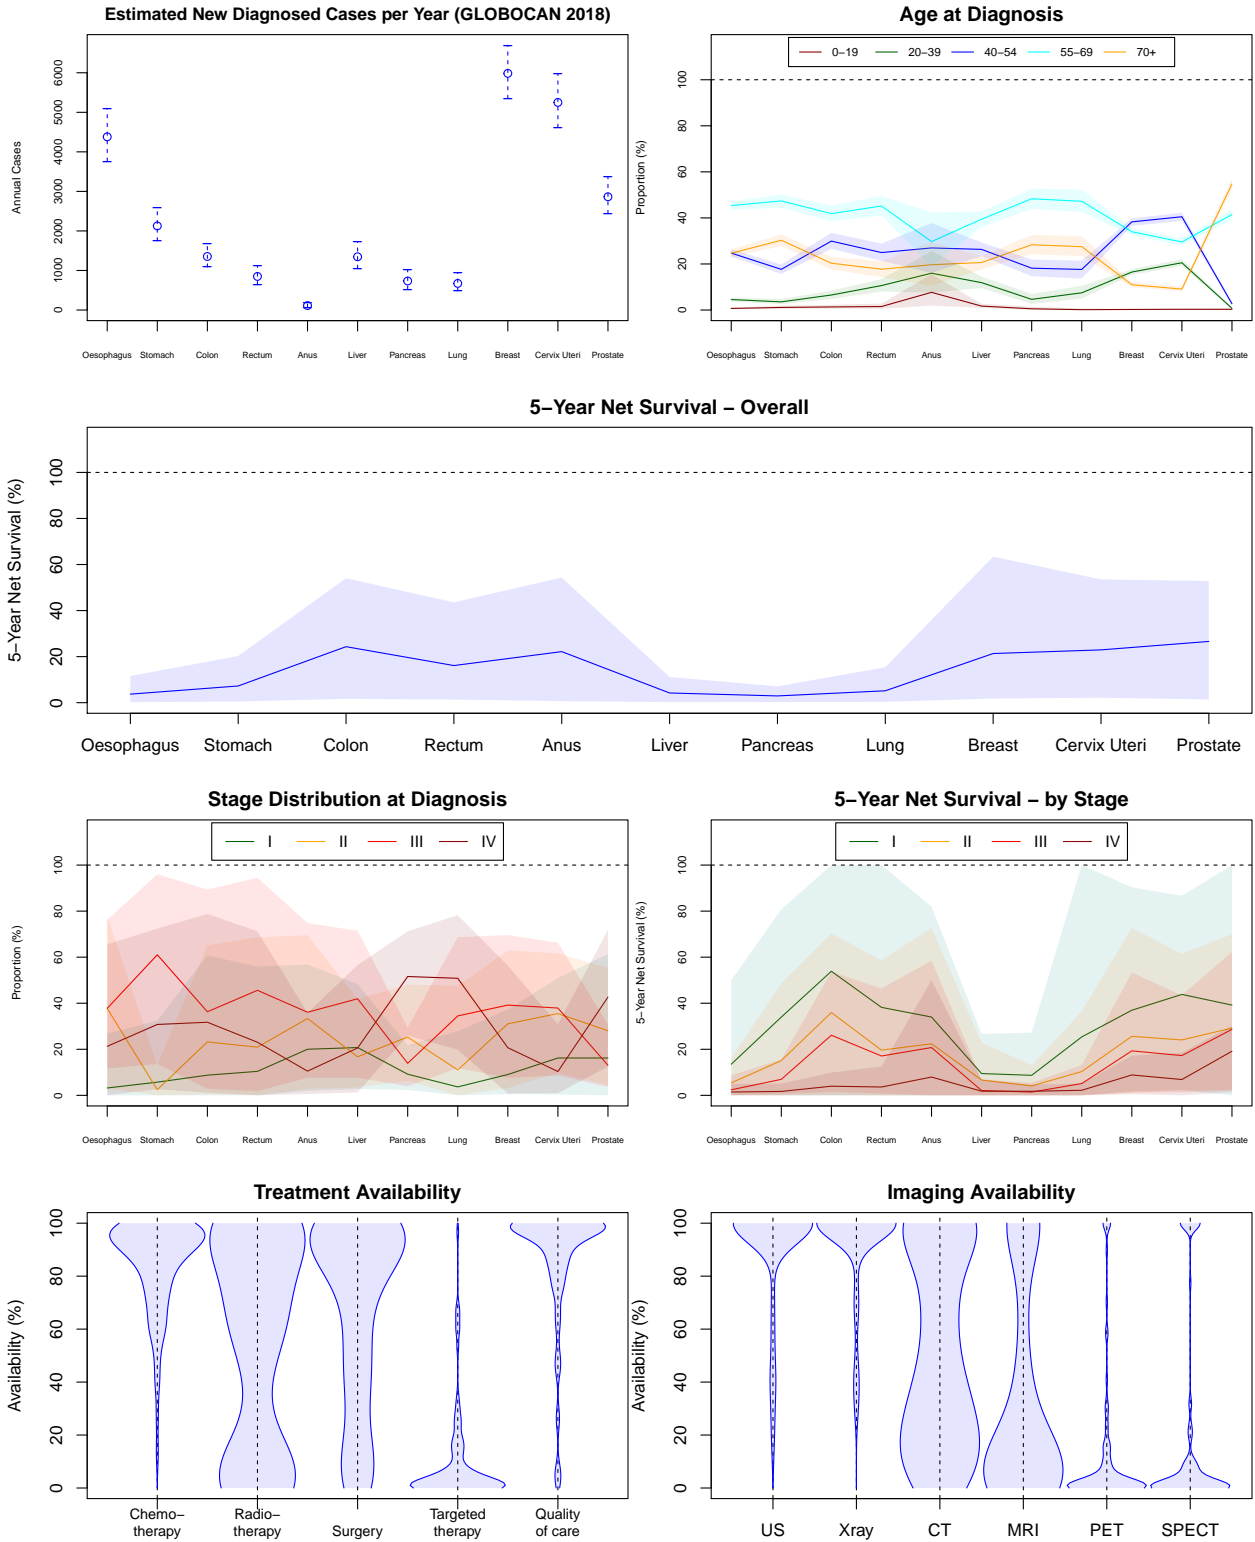 Estimated New Diagnosed Cases per Year (GLOBOCAN 2018)
Annual Cases
0 1000 2000 3000 4000 5000 6000
Oesophagus Stomach Colon Rectum Anus Liver Pancreas Lung Breast Cervix Uteri Prostate
Age at Diagnosis
0−19 20−39 40−54 55−69 70+
Proportion (%)
0 20 40 60 80 100
Oesophagus Stomach Colon Rectum Anus Liver Pancreas Lung Breast Cervix Uteri Prostate
5−Year Net Survival − Overall
5−Year Net Survival (%)
0 20 40 60 80 100
Oesophagus Stomach Colon Rectum Anus Liver Pancreas Lung Breast Cervix Uteri Prostate
Stage Distribution at Diagnosis
I II III IV
Proportion (%)
0 20 40 60 80 100
Oesophagus Stomach Colon Rectum Anus Liver Pancreas Lung Breast Cervix Uteri Prostate
5−Year Net Survival − by Stage
I II III IV
5−Year Net Survival (%)
0 20 40 60 80 100
Oesophagus Stomach Colon Rectum Anus Liver Pancreas Lung Breast Cervix Uteri Prostate
Treatment Availability
Availability (%)
0 20 40 60 80 100
Chemo−
therapy
Radio−
therapy
Surgery
Targeted
therapy
Quality
of care
Imaging Availability
Availability (%)
0 20 40 60 80 100
US Xray CT MRI PET SPECT